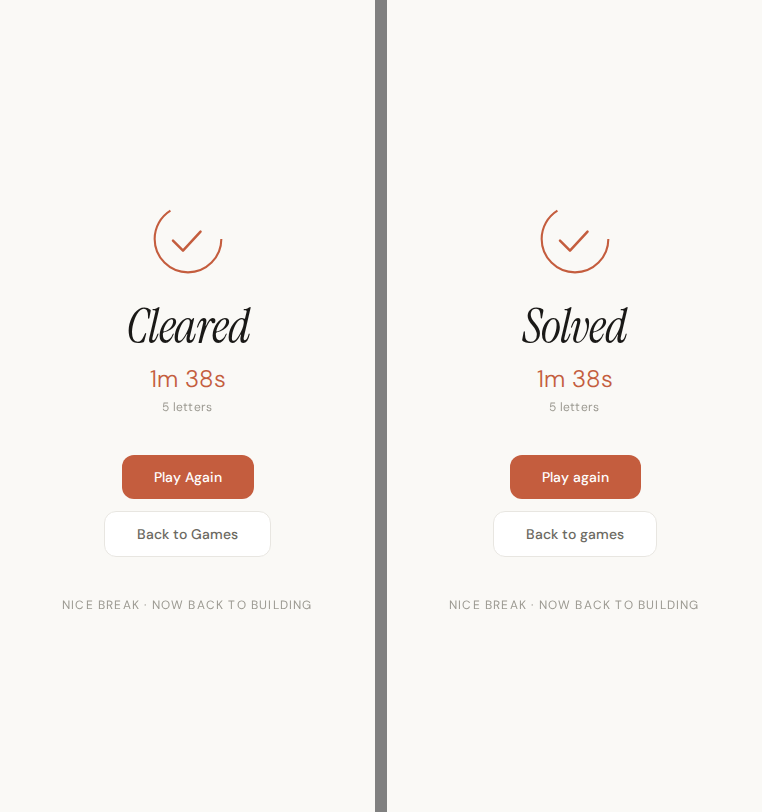 Cleared
1m 38s
5 letters
Play Again
Back to Games
NICE BREAK · NOW BACK TO BUILDING
Solved
1m 38s
5 letters
Play again
Back to games
NICE BREAK · NOW BACK TO BUILDING